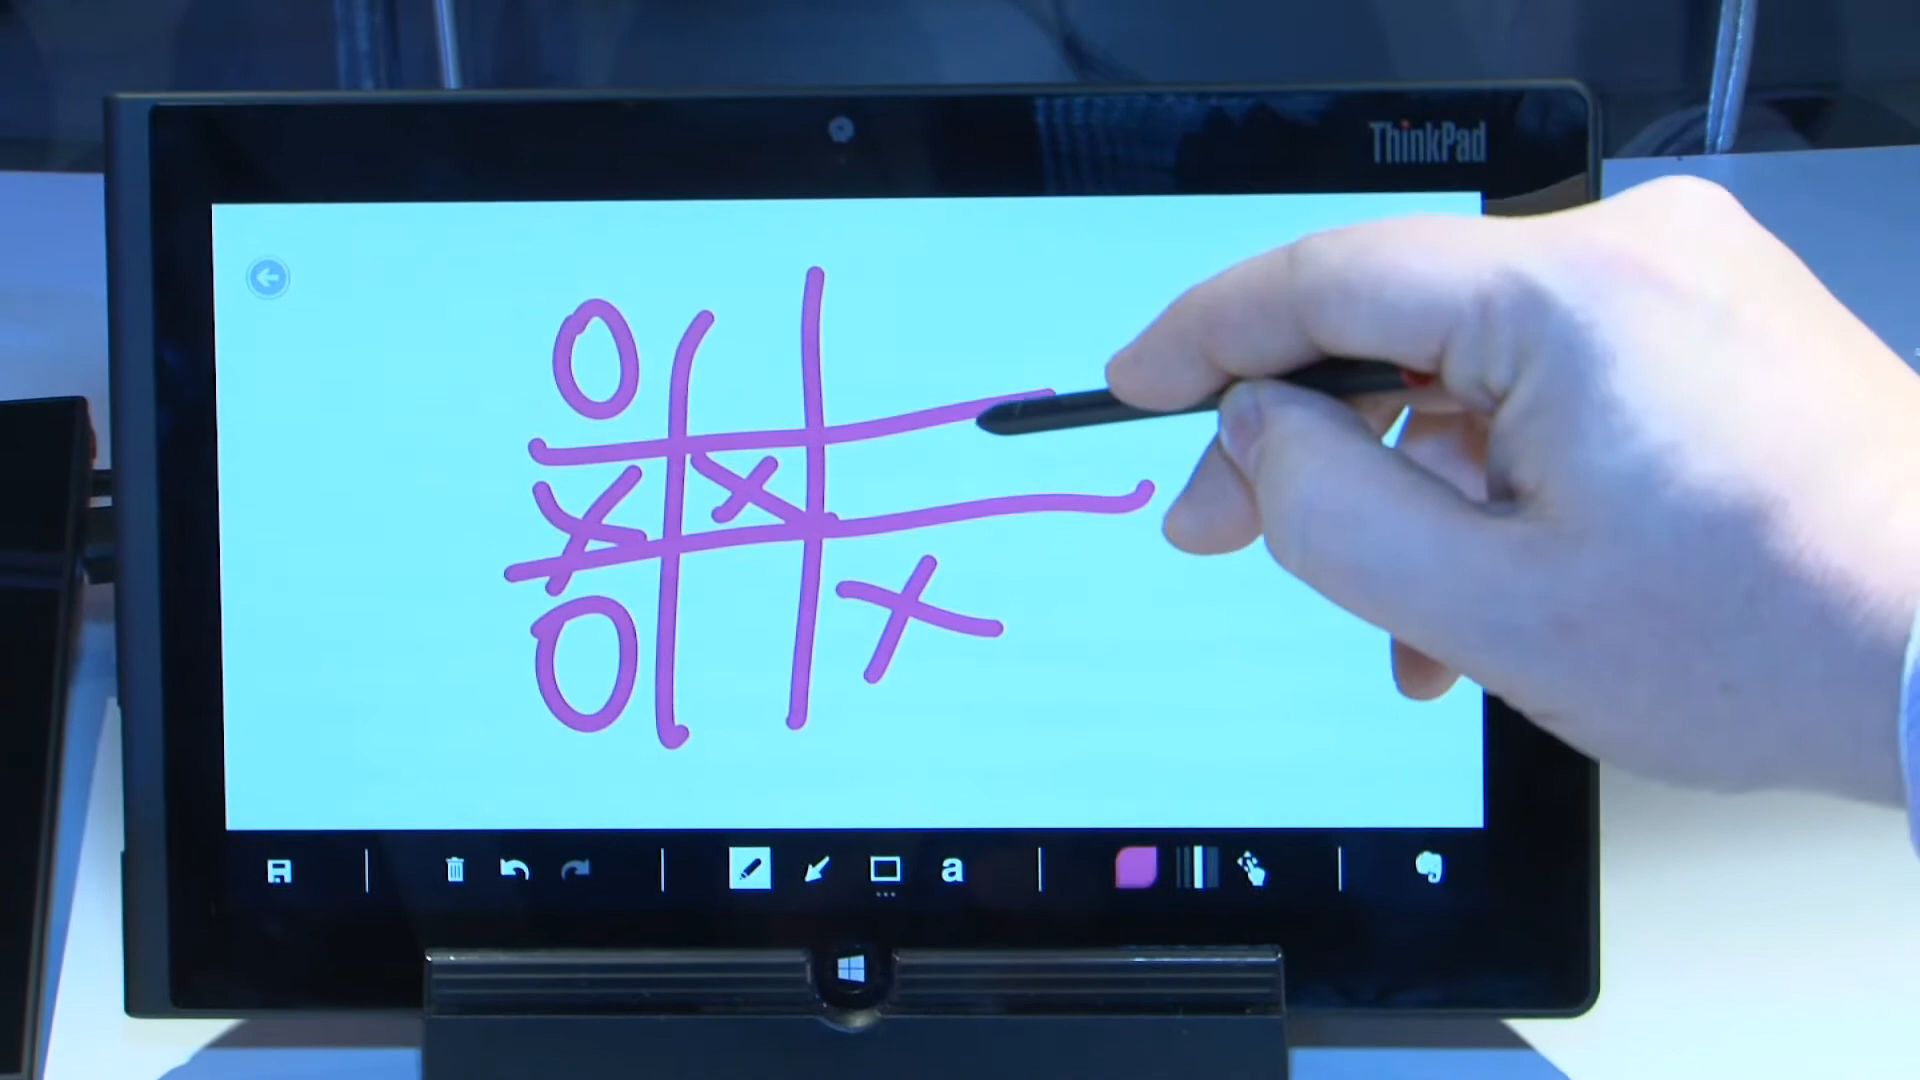 ThinkPad
O
X X
O X
a